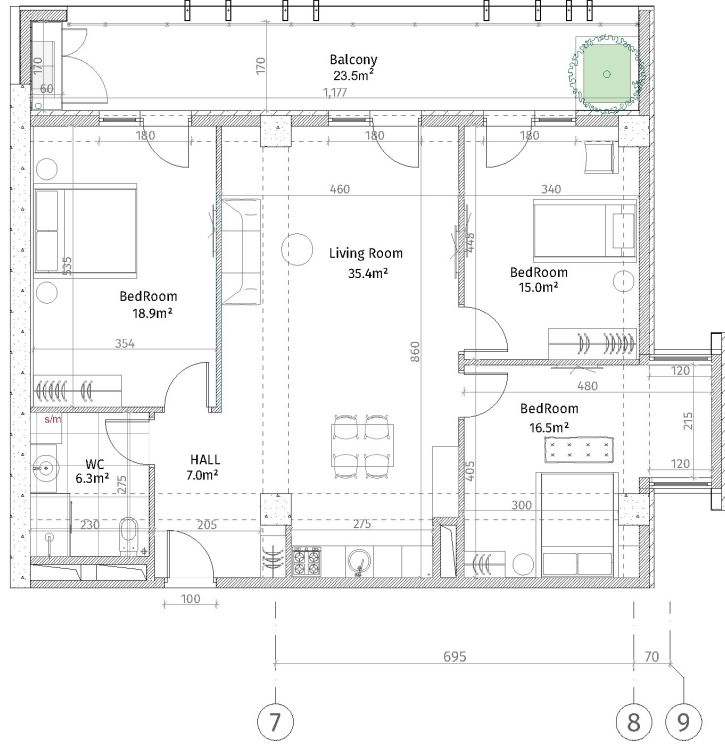 170
170
60
Balcony
23.5m²
1,177
180
180
180
460
340
535
445
Living Room
35.4m²
BedRoom
15.0m²
BedRoom
18.9m²
354
860
120
480
BedRoom
16.5m²
215
s/m
WC
6.3m²
275
HALL
7.0m²
405
120
300
230
205
275
100
695
70
7
8
9